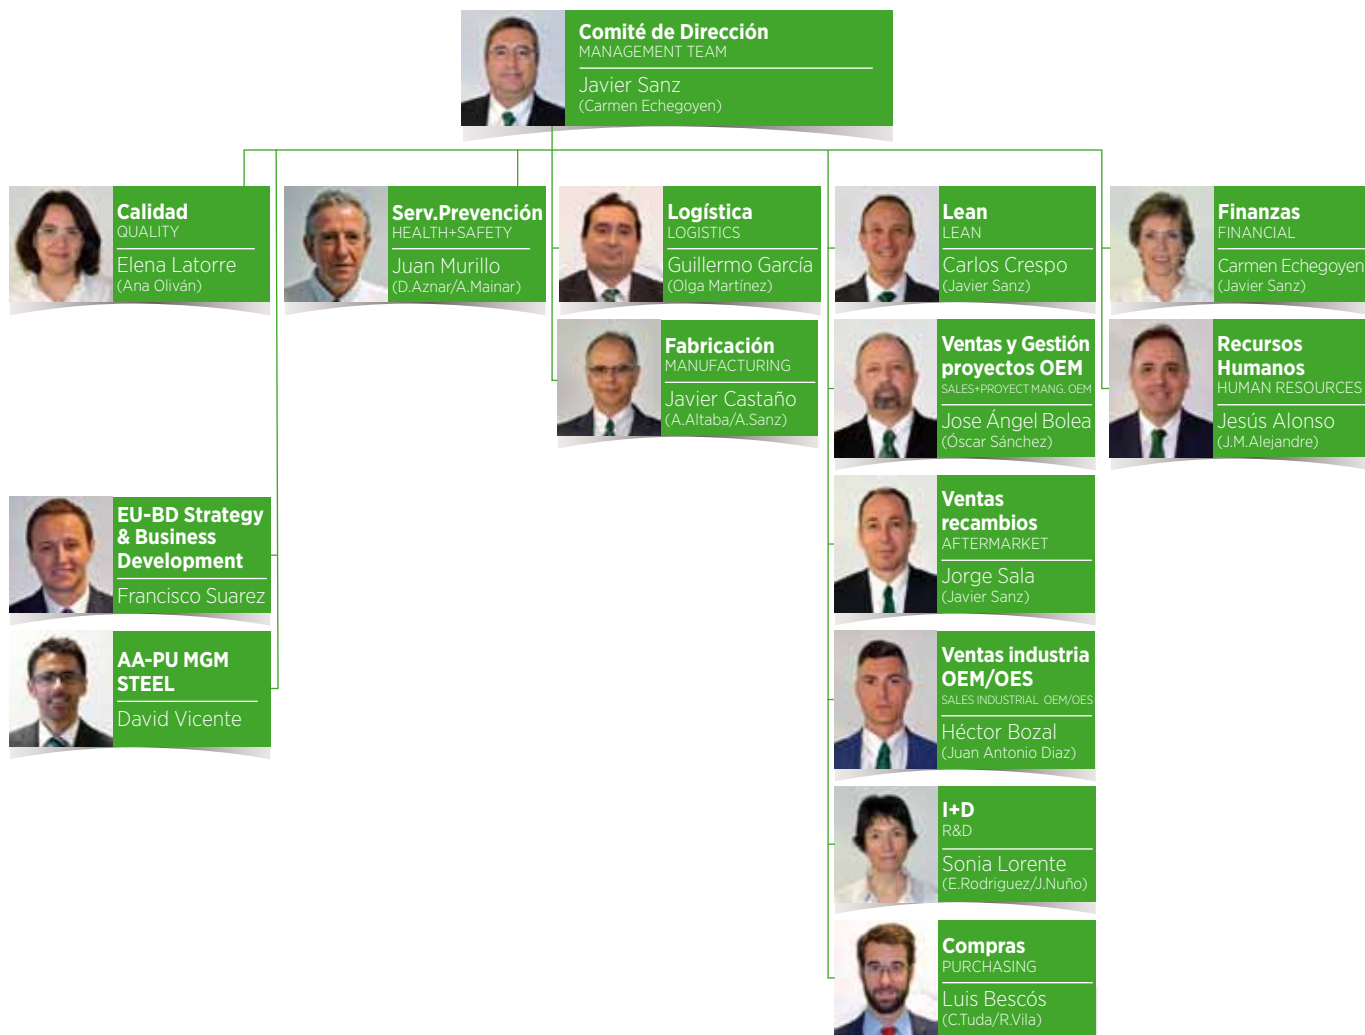 Comité de Dirección
MANAGEMENT TEAM
Javier Sanz
(Carmen Echegoyen)
Calidad
QUALITY
Elena Latorre
(Ana Oliván)
Serv.Prevención
HEALTH+SAFETY
Juan Murillo
(D.Aznar/A.Mainar)
Logística
LOGISTICS
Guillermo García
(Olga Martínez)
Lean
LEAN
Carlos Crespo
(Javier Sanz)
Finanzas
FINANCIAL
Carmen Echegoyen
(Javier Sanz)
Fabricación
MANUFACTURING
Javier Castaño
(A.Altaba/A.Sanz)
Ventas y Gestión
proyectos OEM
SALES+PROYECT MANG. OEM
Jose Ángel Bolea
(Óscar Sánchez)
Recursos
Humanos
HUMAN RESOURCES
Jesús Alonso
(J.M.Alejandre)
EU-BD Strategy
& Business
Development
Francisco Suarez
Ventas
recambios
AFTERMARKET
Jorge Sala
(Javier Sanz)
AA-PU MGM
STEEL
David Vicente
Ventas industria
OEM/OES
SALES INDUSTRIAL OEM/OES
Héctor Bozal
(Juan Antonio Diaz)
I+D
R&D
Sonia Lorente
(E.Rodriguez/J.Nuño)
Compras
PURCHASING
Luis Bescós
(C.Tuda/R.Vila)